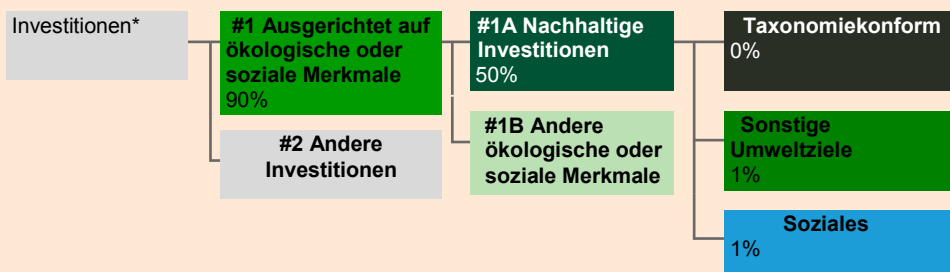 Investitionen*
#1 Ausgerichtet auf
ökologische oder
soziale Merkmale
90%
#2 Andere
Investitionen
#1A Nachhaltige
Investitionen
50%
#1B Andere
ökologische oder
soziale Merkmale
Taxonomiekonform
0%
Sonstige
Umweltziele
1%
Soziales
1%